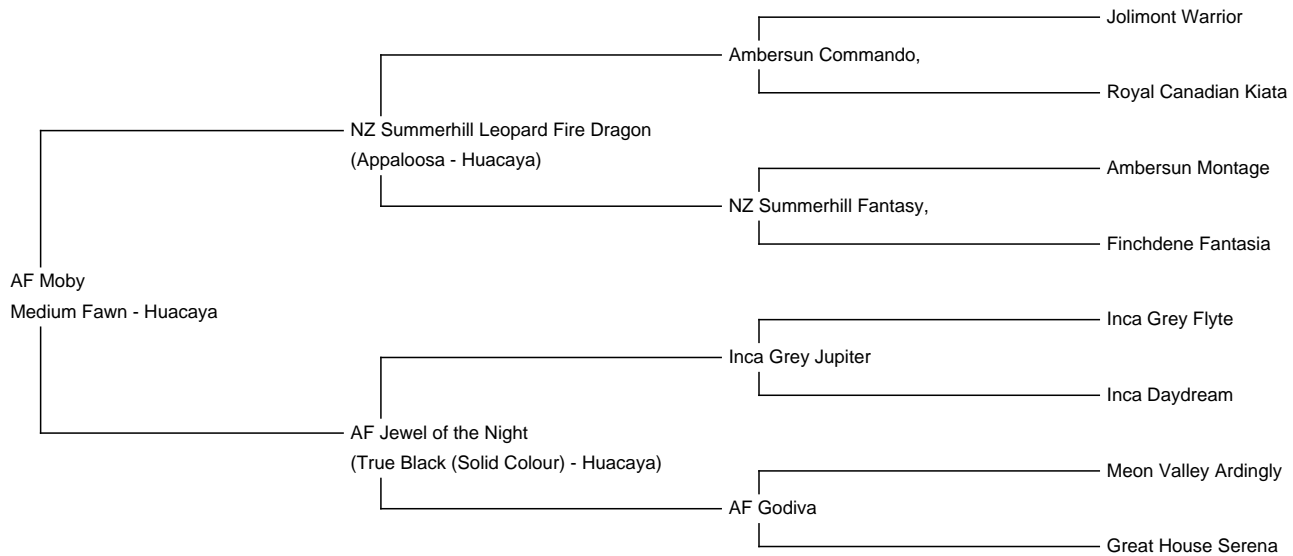 Jolimont Warrior
Ambersun Commando,
Royal Canadian Kiata
NZ Summerhill Leopard Fire Dragon
(Appaloosa - Huacaya)
Ambersun Montage
NZ Summerhill Fantasy,
Finchdene Fantasia
AF Moby
Medium Fawn - Huacaya
Inca Grey Flyte
Inca Grey Jupiter
Inca Daydream
AF Jewel of the Night
(True Black (Solid Colour) - Huacaya)
Meon Valley Ardingly
AF Godiva
Great House Serena